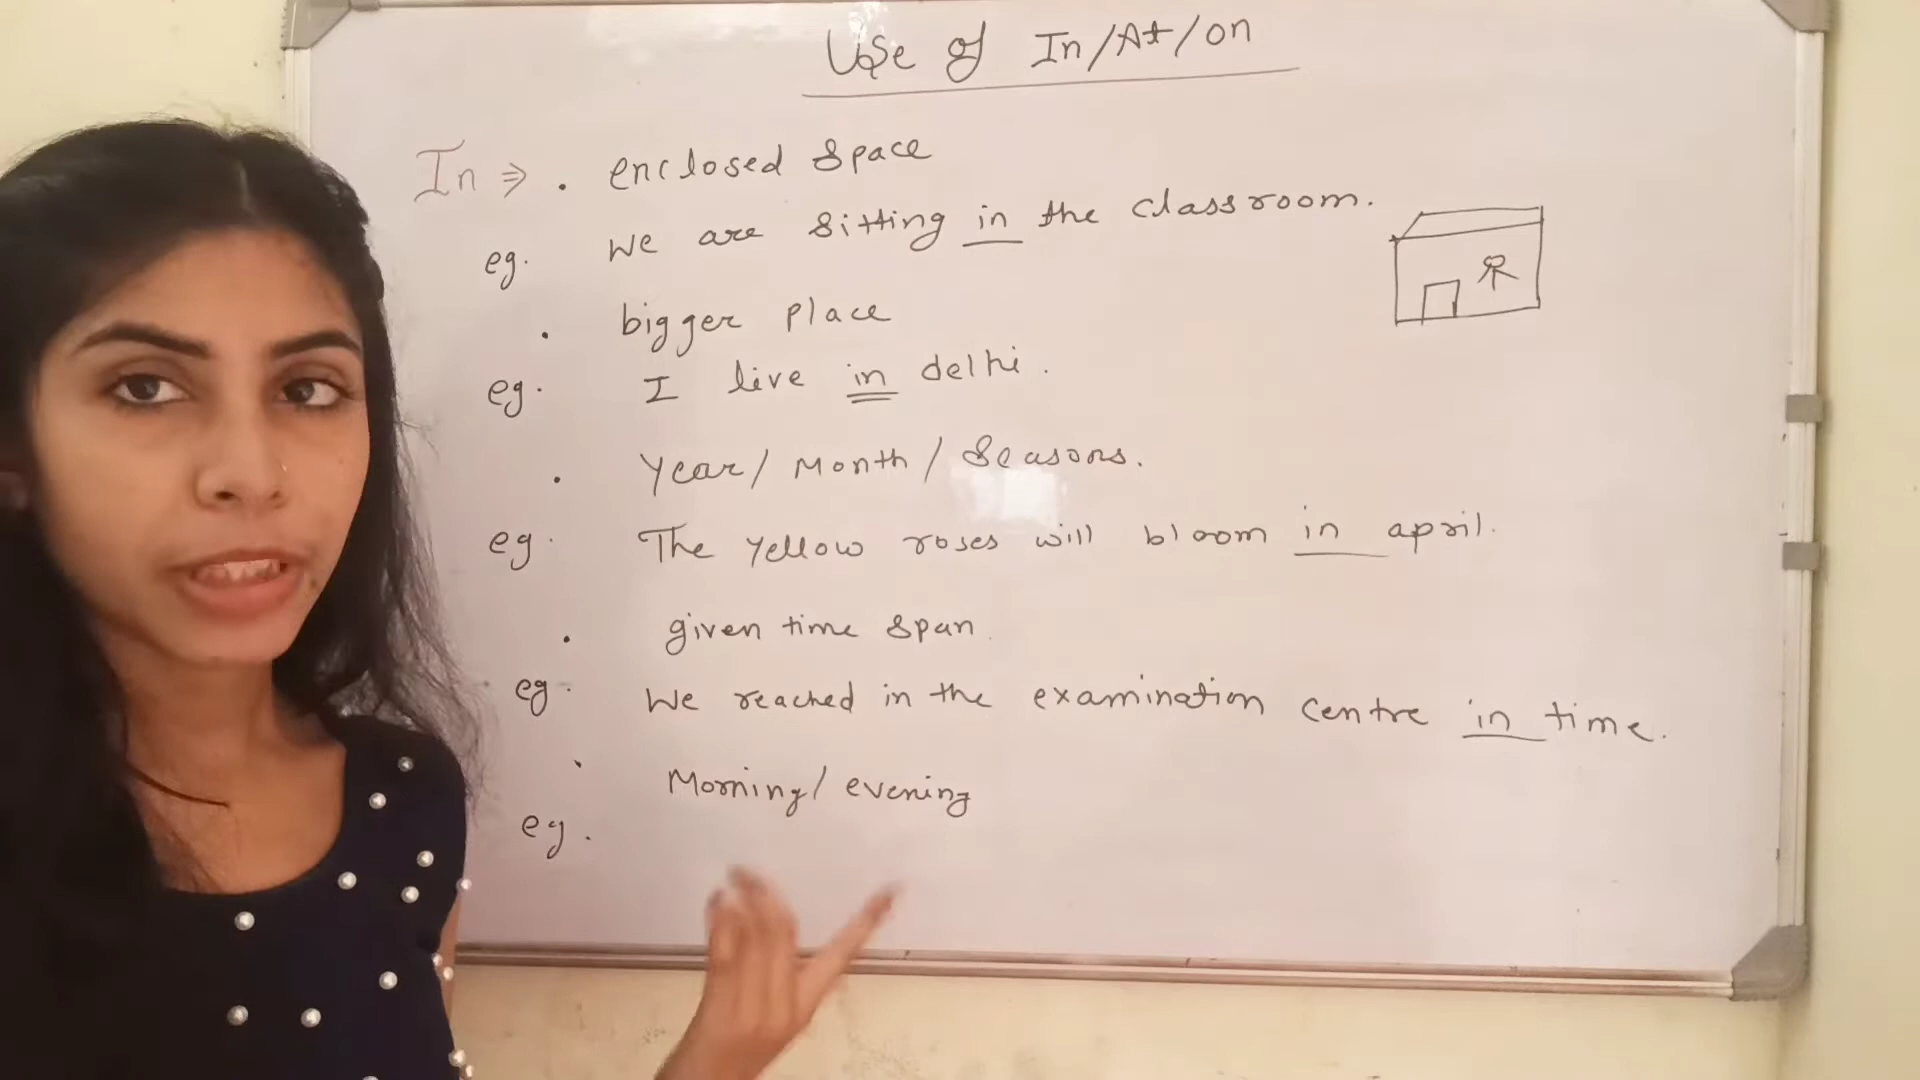 Use of In/At/on
In ⇒ . enclosed space
eg. We are sitting in the classroom.
. bigger place
eg. I live in delhi.
. Year/ Month/ Seasons.
eg. The yellow roses will bloom in april.
. given time span
eg. We reached in the examination centre in time.
. Morning/ evening
eg.